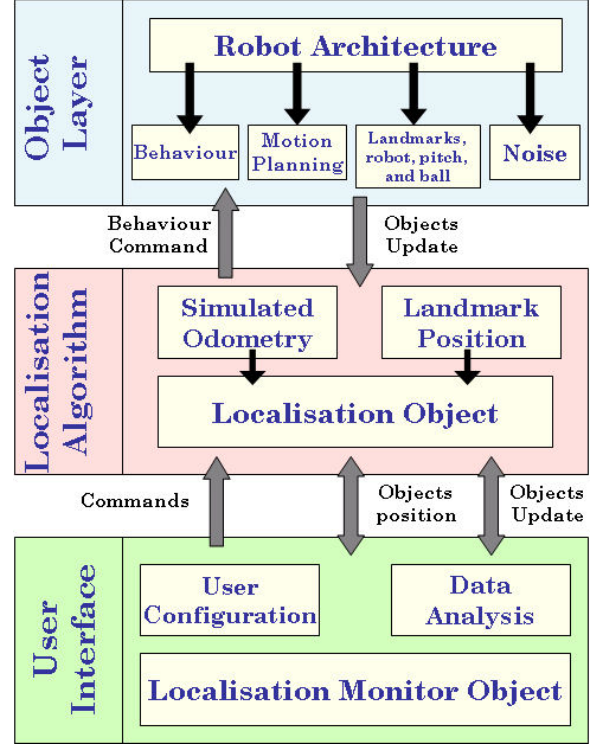 Object
Layer
Robot Architecture
Behaviour
Motion
Planning
Landmarks,
robot, pitch,
and ball
Noise
Behaviour
Command
Objects
Update
Localisation
Algorithm
Simulated
Odometry
Landmark
Position
Localisation Object
Commands
Objects
position
Objects
Update
User
Interface
User
Configuration
Data
Analysis
Localisation Monitor Object